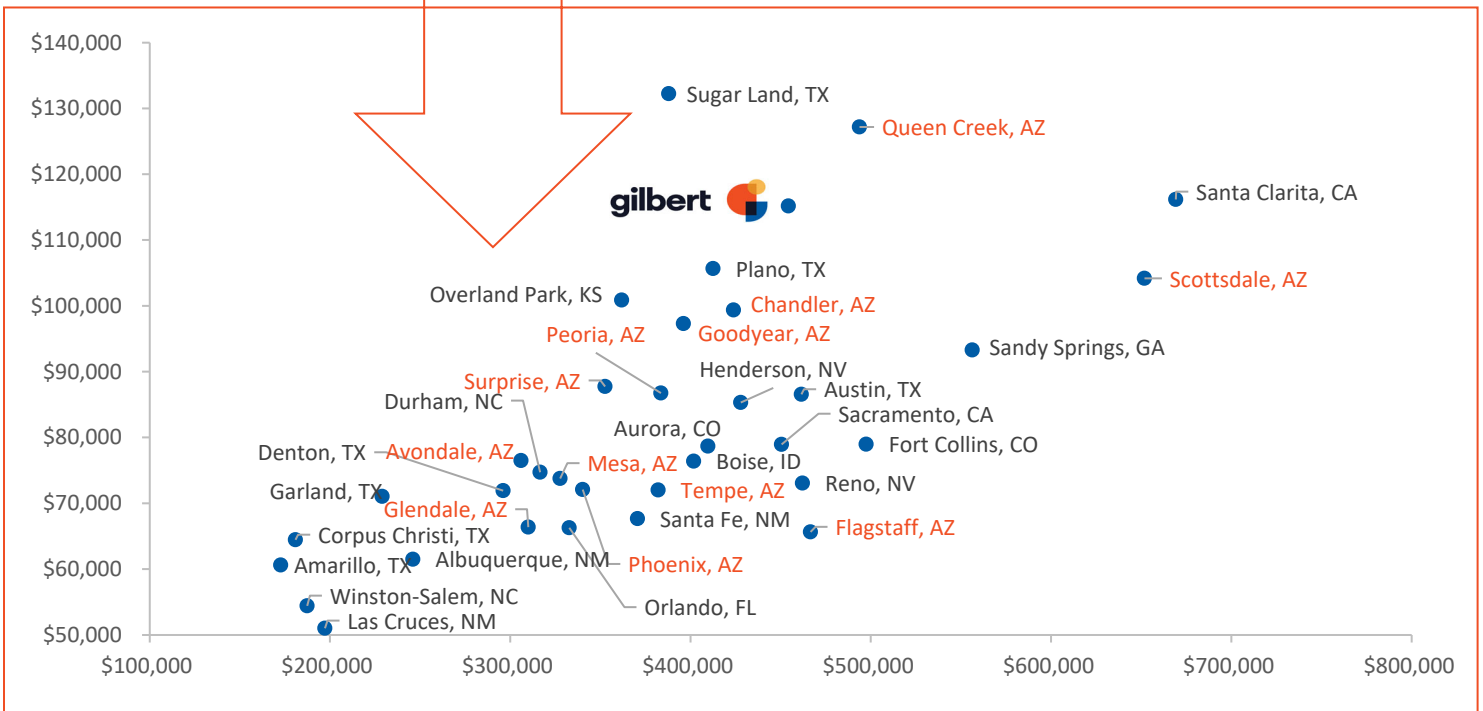 $140,000
$130,000
$120,000
$110,000
$100,000
$90,000
$80,000
$70,000
$60,000
$50,000
Sugar Land, TX
Queen Creek, AZ
gilbert
Santa Clarita, CA
Plano, TX
Scottsdale, AZ
Overland Park, KS
Chandler, AZ
Peoria, AZ
Goodyear, AZ
Sandy Springs, GA
Henderson, NV
Surprise, AZ
Austin, TX
Durham, NC
Sacramento, CA
Aurora, CO
Fort Collins, CO
Denton, TX
Avondale, AZ
Mesa, AZ
Boise, ID
Garland, TX
Tempe, AZ
Reno, NV
Glendale, AZ
Santa Fe, NM
Flagstaff, AZ
Corpus Christi, TX
Albuquerque, NM
Amarillo, TX
Phoenix, AZ
Winston-Salem, NC
Orlando, FL
Las Cruces, NM
$100,000
$200,000
$300,000
$400,000
$500,000
$600,000
$700,000
$800,000